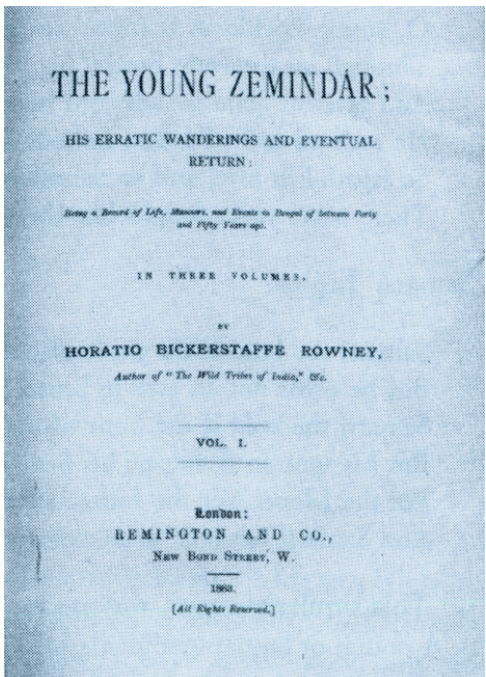 THE YOUNG ZEMINDÁR;
HIS ERRATIC WANDERINGS AND EVENTUAL
RETURN:
Being a Record of Life, Manners, and Events in Bengal of between Forty
and Fifty Years ago.
IN THREE VOLUMES.
BY
HORATIO BICKERSTAFFE ROWNEY,
Author of "The Wild Tribes of India," &c.
VOL. I.
London:
REMINGTON AND CO.,
NEW BOND STREET, W.
[All Rights Reserved.]